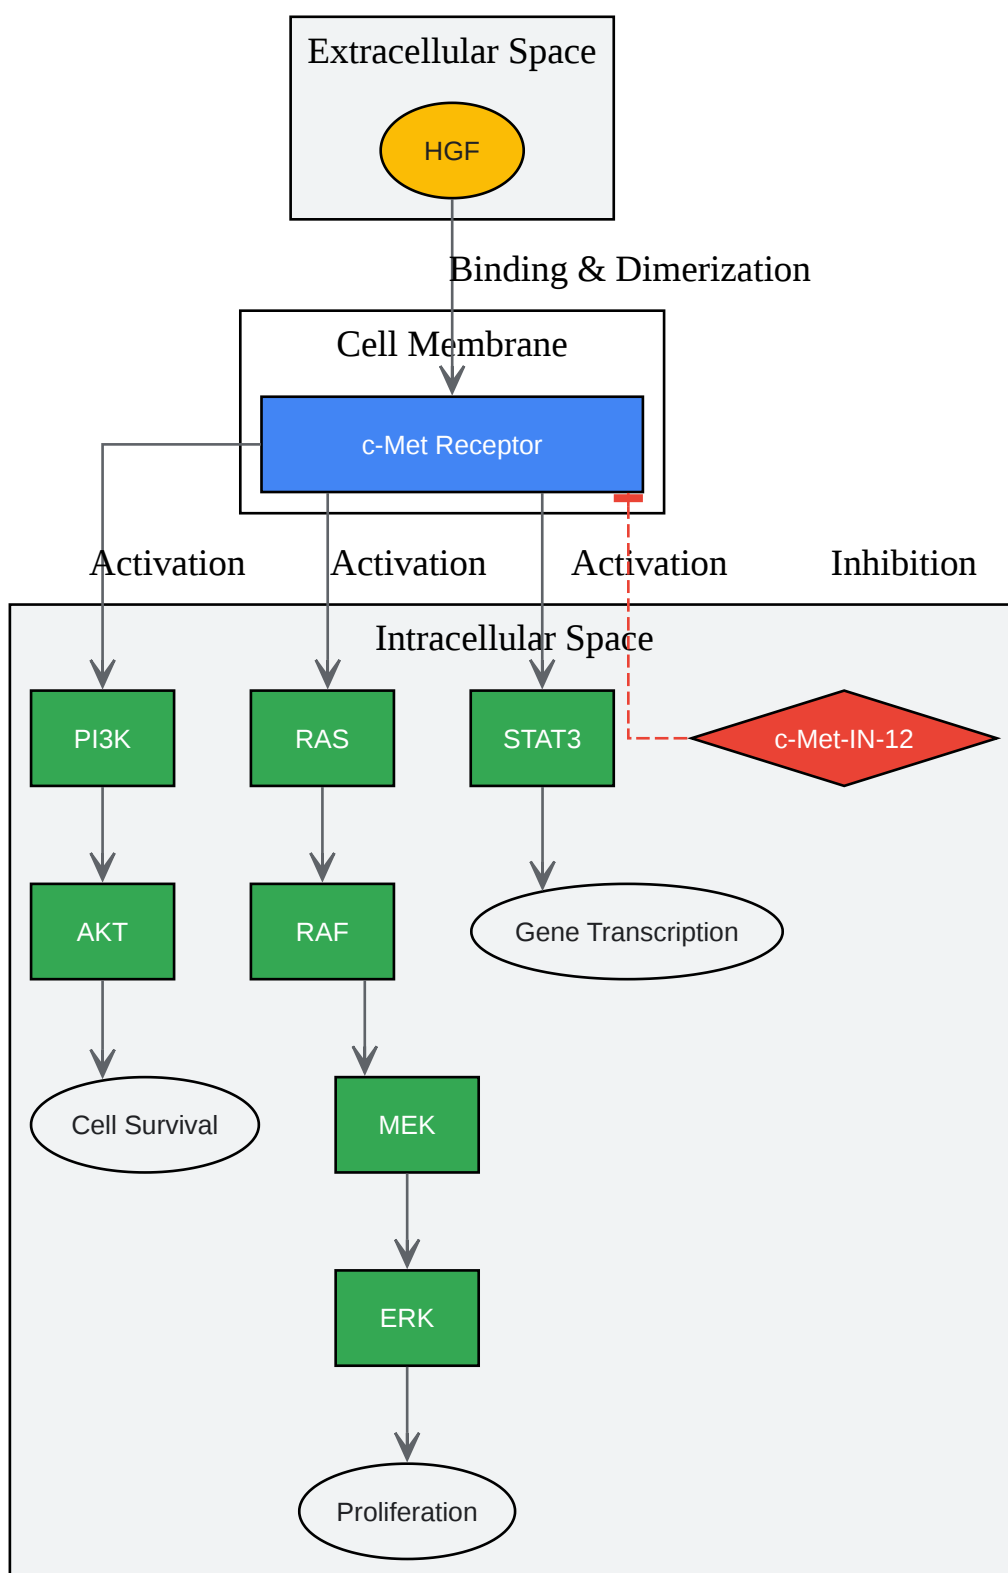 Extracellular Space
HGF
Binding & Dimerization
Cell Membrane
c-Met Receptor
Activation
Activation
Activation
Inhibition
Intracellular Space
PI3K
RAS
STAT3
c-Met-IN-12
AKT
RAF
Gene Transcription
Cell Survival
MEK
ERK
Proliferation